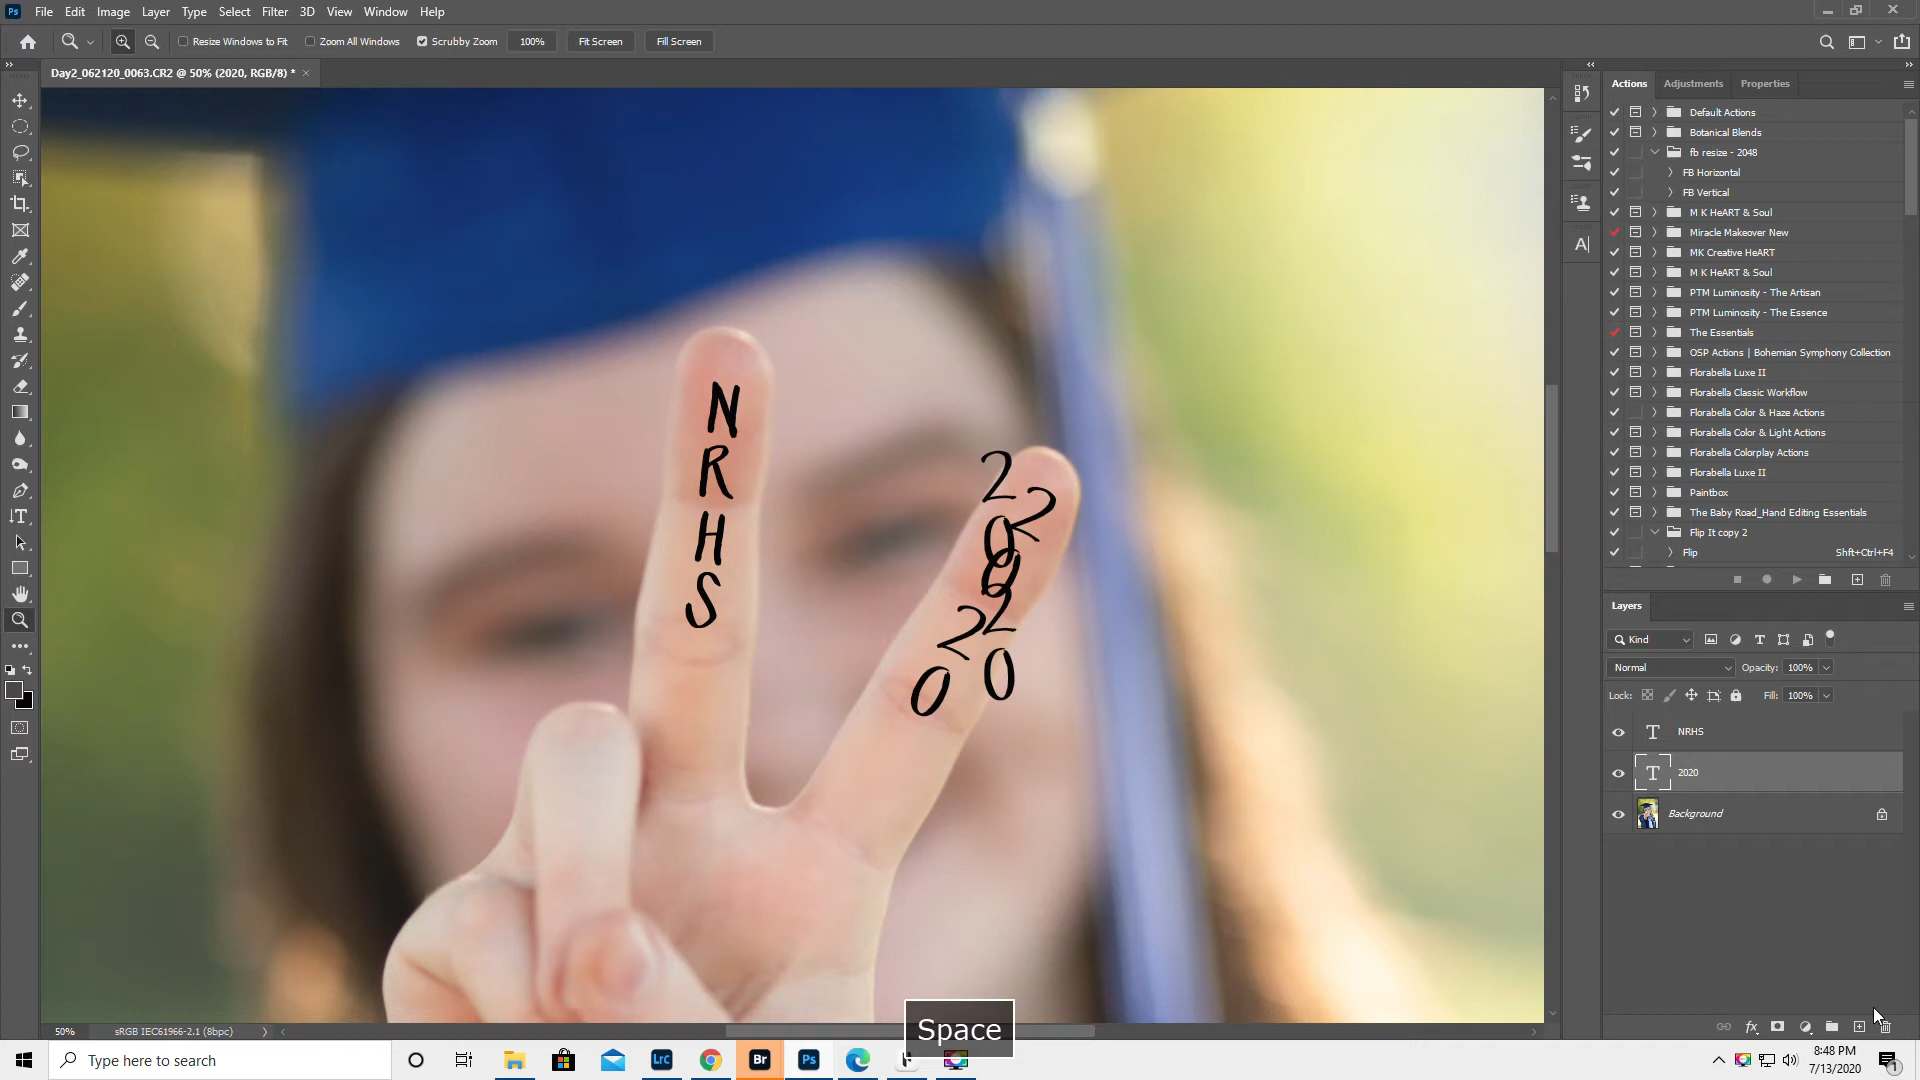 Ps File Edit Image Layer Type Select Filter 3D View Window Help
Resize Windows to Fit Zoom All Windows Scrubby Zoom 100% Fit Screen Fill Screen
Day2_062120_0063.CR2 @ 50% (2020, RGB/8) *
Actions Adjustments Properties
Default Actions
Botanical Blends
fb resize - 2048
FB Horizontal
FB Vertical
M K HeART & Soul
Miracle Makeover New
MK Creative HeART
M K HeART & Soul
PTM Luminosity - The Artisan
PTM Luminosity - The Essence
The Essentials
OSP Actions | Bohemian Symphony Collection
Florabella Luxe II
Florabella Classic Workflow
Florabella Color & Haze Actions
Florabella Color & Light Actions
Florabella Colorplay Actions
Florabella Luxe II
Paintbox
The Baby Road_Hand Editing Essentials
Flip It copy 2
Flip Shft+Ctrl+F4
N
R
H
S
2
0
2
0
2
0
2
0
Layers
Kind
Normal Opacity: 100%
Lock: Fill: 100%
NRHS
2020
Background
50% sRGB IEC61966-2.1 (8bpc)
Space
Type here to search
LrC Br Ps
8:48 PM
7/13/2020
1